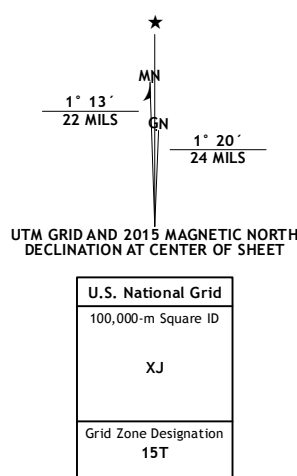 MN
1° 13´
22 MILS
GN
1° 20´
24 MILS
UTM GRID AND 2015 MAGNETIC NORTH
DECLINATION AT CENTER OF SHEET
U.S. National Grid
100,000-m Square ID
XJ
Grid Zone Designation
15T